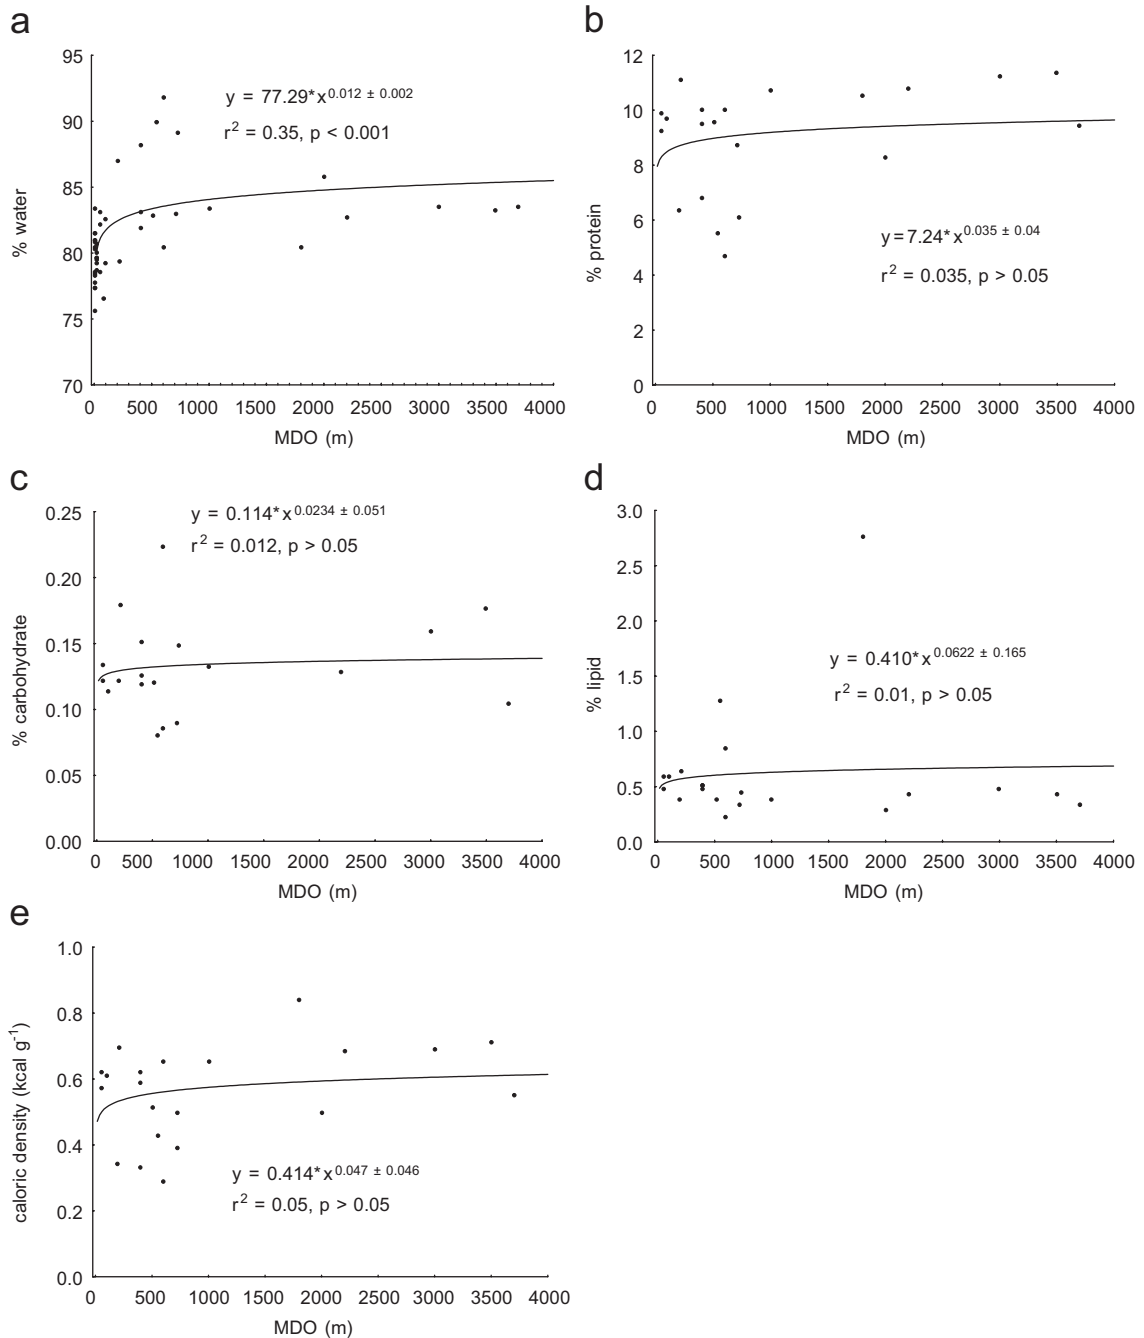 a
95
90
85
80
75
70
% water
y = 77.29*x^0.012 ± 0.002
r² = 0.35, p < 0.001
0 500 1000 1500 2000 2500 3000 3500 4000
MDO (m)
b
12
10
8
6
4
2
0
% protein
y=7.24*x^0.035 ± 0.04
r² = 0.035, p > 0.05
0 500 1000 1500 2000 2500 3000 3500 4000
MDO (m)
c
0.25
0.20
0.15
0.10
0.05
0.00
% carbohydrate
y = 0.114*x^0.0234 ± 0.051
r² = 0.012, p > 0.05
0 500 1000 1500 2000 2500 3000 3500 4000
MDO (m)
d
3.0
2.5
2.0
1.5
1.0
0.5
0.0
% lipid
y = 0.410*x^0.0622 ± 0.165
r² = 0.01, p > 0.05
0 500 1000 1500 2000 2500 3000 3500 4000
MDO (m)
e
1.0
0.8
0.6
0.4
0.2
0.0
caloric density (kcal g⁻¹)
y = 0.414*x^0.047 ± 0.046
r² = 0.05, p > 0.05
0 500 1000 1500 2000 2500 3000 3500 4000
MDO (m)